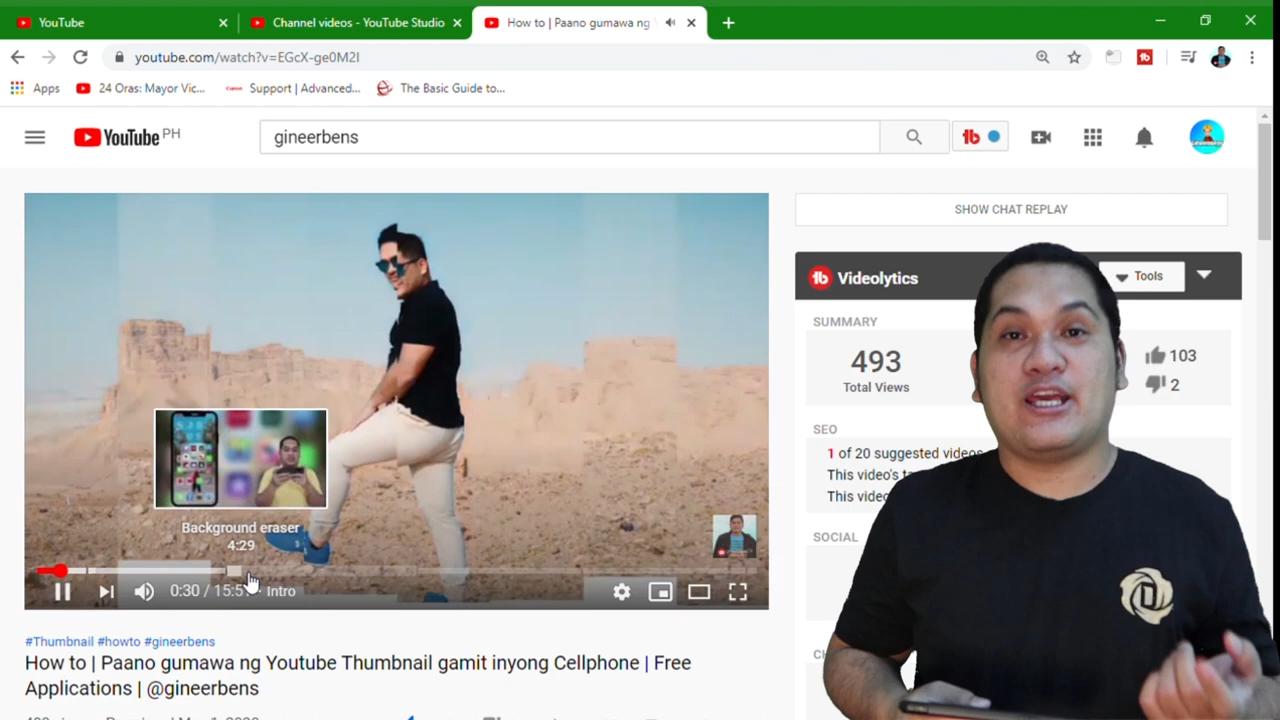 YouTube
Channel videos - YouTube Studio
How to | Paano gumawa ng
youtube.com/watch?v=EGcX-ge0M2I
Apps
24 Oras: Mayor Vic...
Support | Advanced...
The Basic Guide to...
YouTube PH
gineerbens
SHOW CHAT REPLAY
Videolytics
Tools
SUMMARY
493
Total Views
103
2
SEO
1 of 20 suggested videos
This video's
This
SOCIAL
Background eraser
4:29
0:30 / 15:5
Intro
#Thumbnail #howto #gineerbens
How to | Paano gumawa ng Youtube Thumbnail gamit inyong Cellphone | Free
Applications | @gineerbens